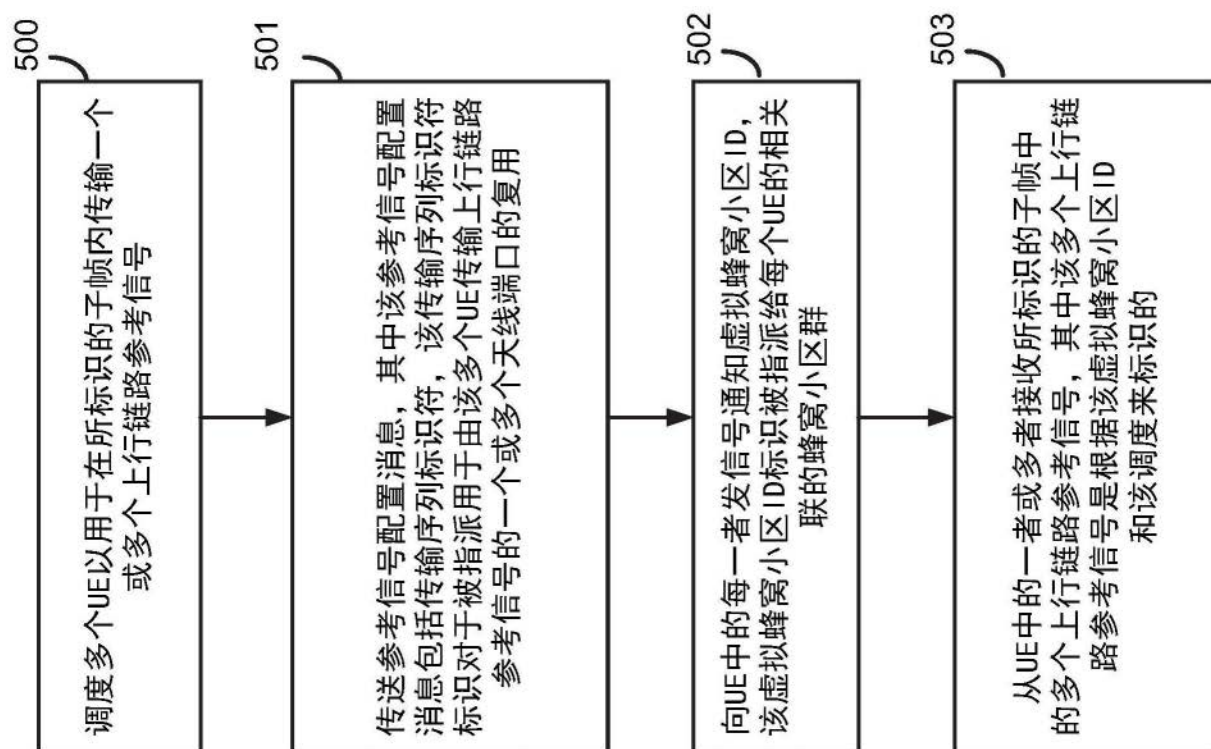 500
调度多个UE以用于在所标识的子帧内传输一个
或多个上行链路参考信号
501
传送参考信号配置消息，其中该参考信号配置
消息包括传输序列标识符，该传输序列标识符
标识对于被指派用于由该多个UE传输上行链路
参考信号的一个或多个天线端口的复用
502
向UE中的每一者发信号通知虚拟蜂窝小区ID，
该虚拟蜂窝小区ID标识被指派给每个UE的相关
联的蜂窝小区群
503
从UE中的一者或多者接收所标识的子帧中
的多个上行链路参考信号，其中该多个上行链
路参考信号是根据该虚拟蜂窝小区ID
和该调度来标识的